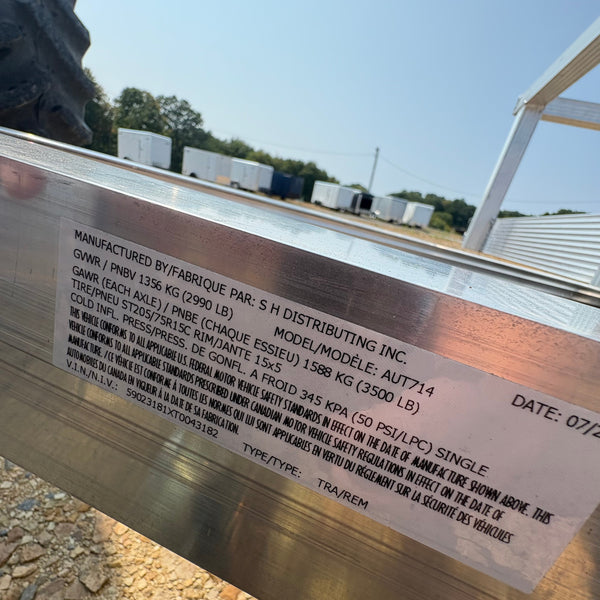 MANUFACTURED BY/FABRIQUE PAR: S H DISTRIBUTING INC.
DATE: 07/2
GVWR / PNBV 1356 KG (2990 LB)
MODEL/MODÈLE: AUT714
GAWR (EACH AXLE) / PNBE (CHAQUE ESSIEU) 1588 KG (3500 LB)
TIRE/PNEU ST205/75R15C RIM/JANTE 15x5
COLD INFL. PRESS/PRESS. DE GONFL. A FROID 345 KPA (50 PSI/LPC) SINGLE
THIS VEHICLE CONFORMS TO ALL APPLICABLE U.S. FEDERAL MOTOR VEHICLE SAFETY STANDARDS IN EFFECT ON THE DATE OF MANUFACTURE SHOWN ABOVE. THIS
VEHICLE CONFORMS TO ALL APPLICABLE STANDARDS PRESCRIBED UNDER CANADIAN MOTOR VEHICLE SAFETY REGULATIONS IN EFFECT ON THE DATE OF
MANUFACTURE. / CE VÉHICULE EST CONFORME À TOUTES LES NORMES QUI LUI SONT APPLICABLES EN VERTU DU RÈGLEMENT SUR LA SÉCURITÉ DES VÉHICULES
AUTOMOBILES DU CANADA EN VIGUEUR À LA DATE DE SA FABRICATION
V.I.N/N.I.V.: 59023181XT0043182
TYPE/TYPE: TRA/REM